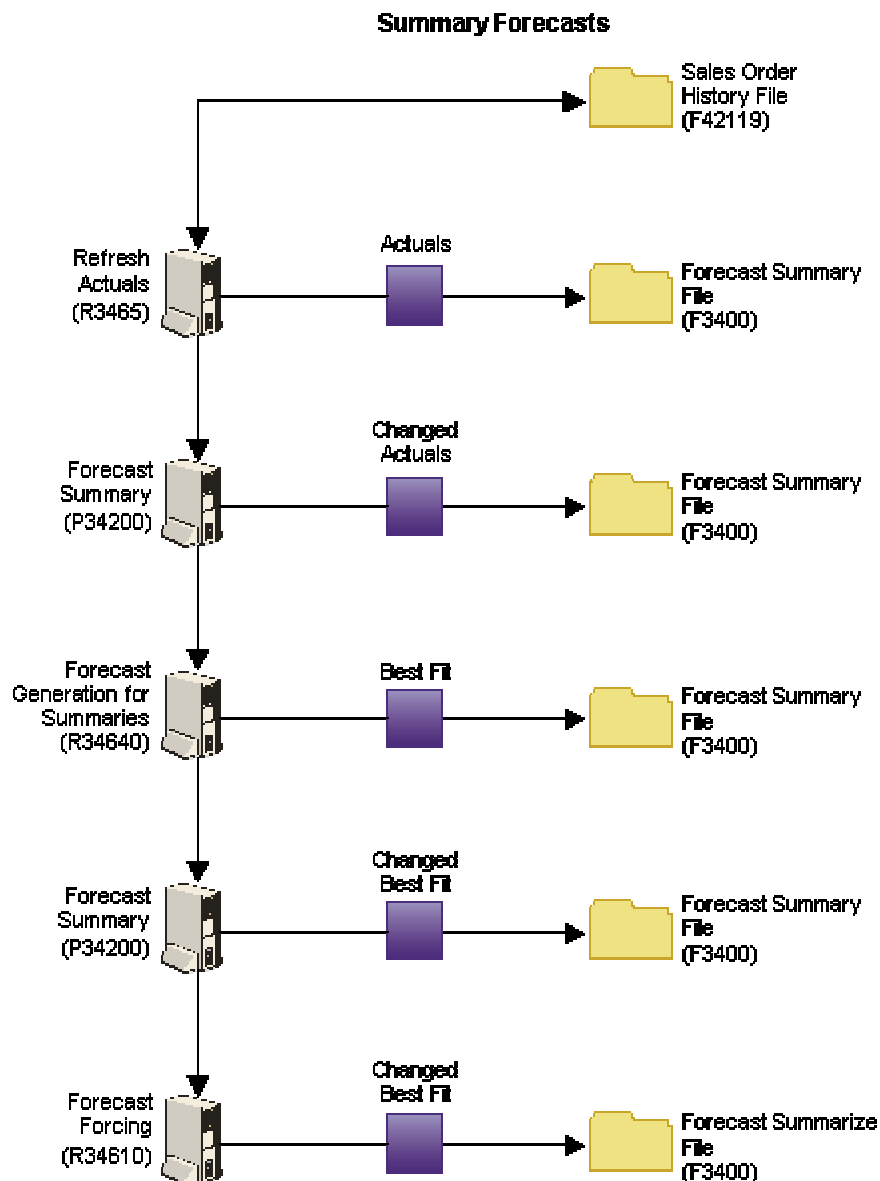 Summary Forecasts
Sales Order
History File
(F42119)
Refresh
Actuals
(R3465)
Actuals
Forecast Summary
File
(F3400)
Forecast
Summary
(P34200)
Changed
Actuals
Forecast Summary
File
(F3400)
Forecast
Generation for
Summaries
(R34640)
Best Fit
Forecast Summary
File
(F3400)
Forecast
Summary
(P34200)
Changed
Best Fit
Forecast Summary
File
(F3400)
Forecast
Forcing
(R34610)
Changed
Best Fit
Forecast Summarize
File
(F3400)